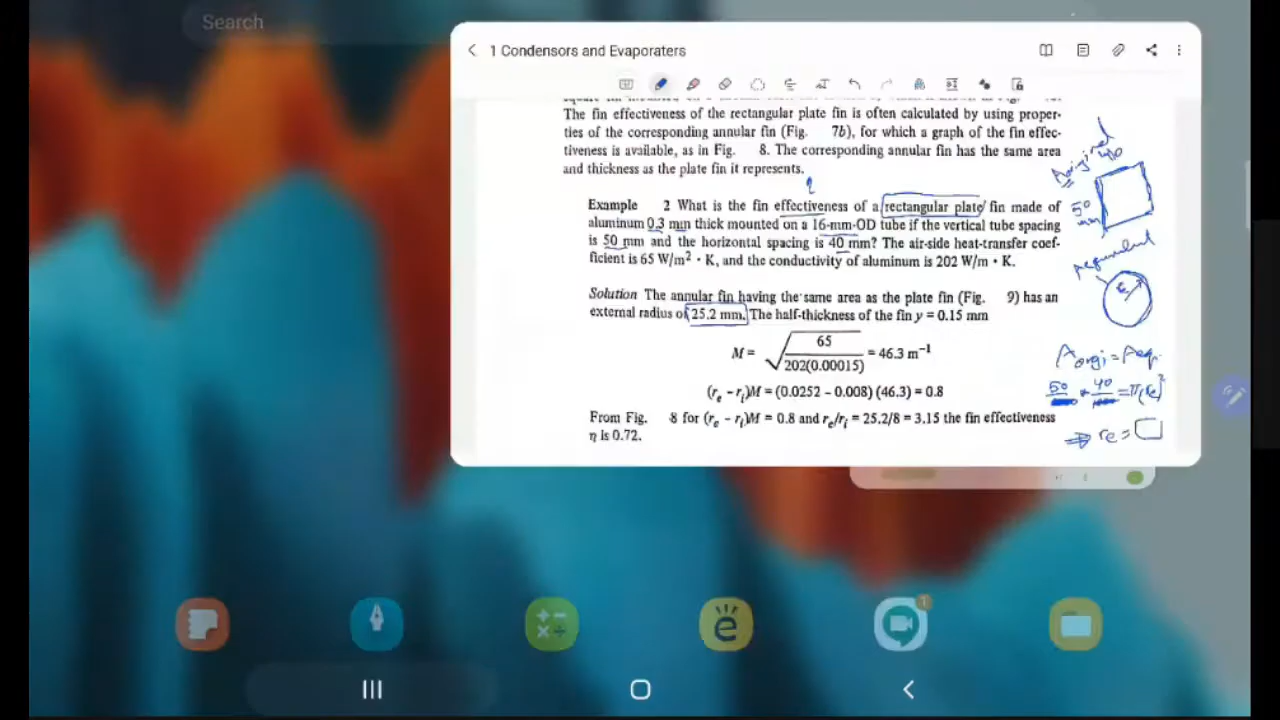 Search
1 Condensors and Evaporaters
The fin effectiveness of the rectangular plate fin is often calculated by using proper-
ties of the corresponding annular fin (Fig. 7b), for which a graph of the fin effec-
tiveness is available, as in Fig. 8. The corresponding annular fin has the same area
and thickness as the plate fin it represents.
η
Example 2 What is the fin effectiveness of a rectangular plate fin made of
aluminum 0.3 mm thick mounted on a 16-mm-OD tube if the vertical tube spacing
is 50 mm and the horizontal spacing is 40 mm? The air-side heat-transfer coef-
ficient is 65 W/m² • K, and the conductivity of aluminum is 202 W/m • K.
Solution The annular fin having the same area as the plate fin (Fig. 9) has an
external radius of 25.2 mm. The half-thickness of the fin y = 0.15 mm
M = √ 65 / 202(0.00015) = 46.3 m⁻¹
(re – ri)M = (0.0252 – 0.008) (46.3) = 0.8
From Fig. 8 for (re – ri)M = 0.8 and re/ri = 25.2/8 = 3.15 the fin effectiveness
η is 0.72.
original
40
50
mm
re
Aorgi = Aeq.
50 * 40 = π(re)²
⇒ re =
1
e